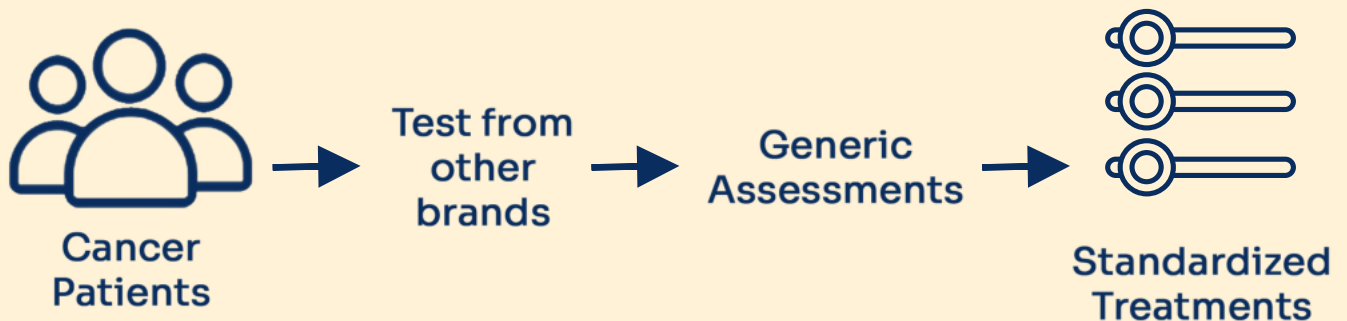 Cancer
Patients
Test from
other
brands
Generic
Assessments
Standardized
Treatments